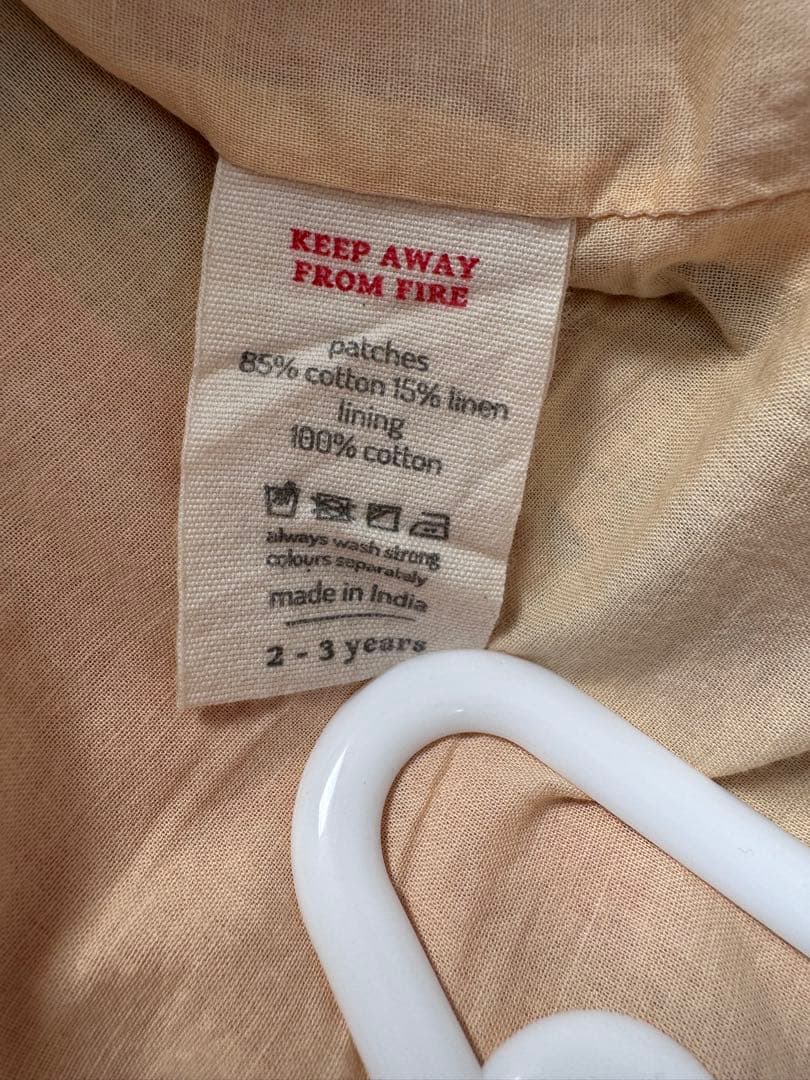 KEEP AWAY
FROM FIRE
patches
85% cotton 15% linen
lining
100% cotton
always wash strong
colours separately
made in India
2 - 3 years